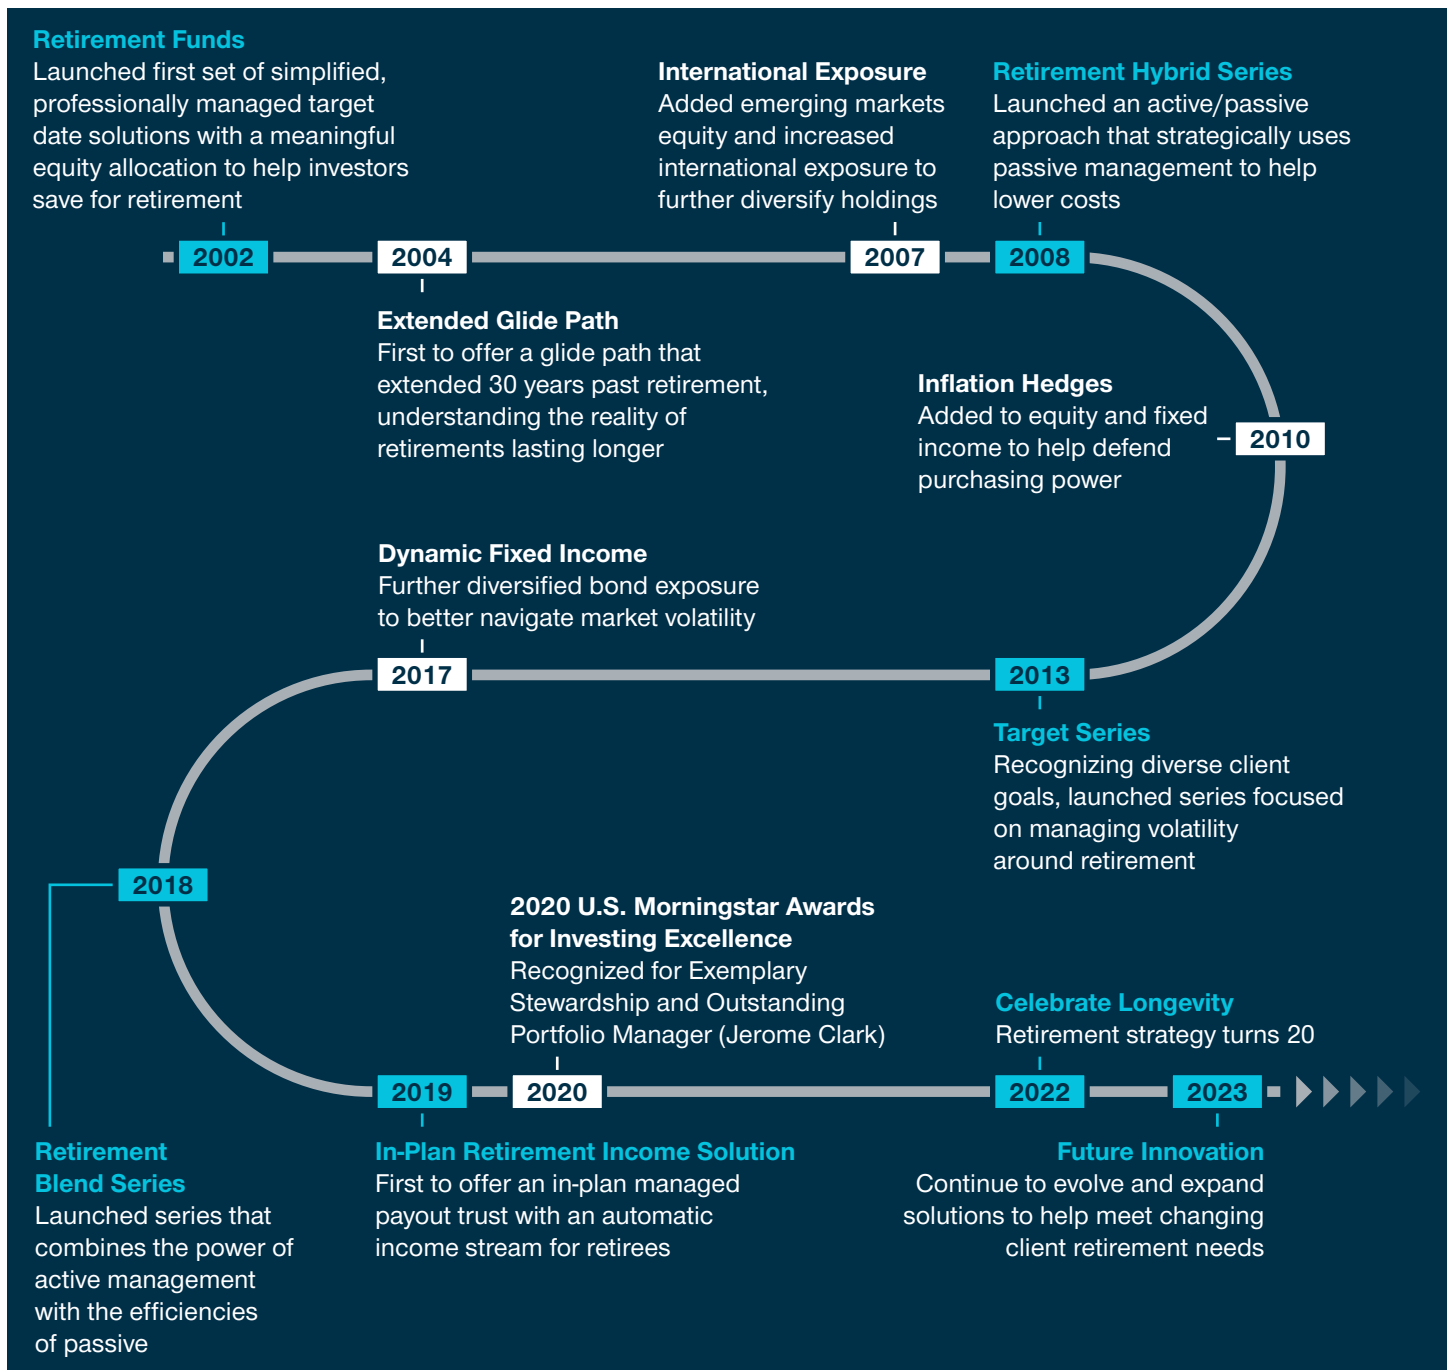 Retirement Funds
Launched first set of simplified,
professionally managed target
date solutions with a meaningful
equity allocation to help investors
save for retirement
2002
2004
Extended Glide Path
First to offer a glide path that
extended 30 years past retirement,
understanding the reality of
retirements lasting longer
International Exposure
Added emerging markets
equity and increased
international exposure to
further diversify holdings
2007
Retirement Hybrid Series
Launched an active/passive
approach that strategically uses
passive management to help
lower costs
2008
Inflation Hedges
Added to equity and fixed
income to help defend
purchasing power
2010
2013
Target Series
Recognizing diverse client
goals, launched series focused
on managing volatility
around retirement
Dynamic Fixed Income
Further diversified bond exposure
to better navigate market volatility
2017
2018
Retirement
Blend Series
Launched series that
combines the power of
active management
with the efficiencies
of passive
2019
In-Plan Retirement Income Solution
First to offer an in-plan managed
payout trust with an automatic
income stream for retirees
2020 U.S. Morningstar Awards
for Investing Excellence
Recognized for Exemplary
Stewardship and Outstanding
Portfolio Manager (Jerome Clark)
2020
Celebrate Longevity
Retirement strategy turns 20
2022
2023
Future Innovation
Continue to evolve and expand
solutions to help meet changing
client retirement needs